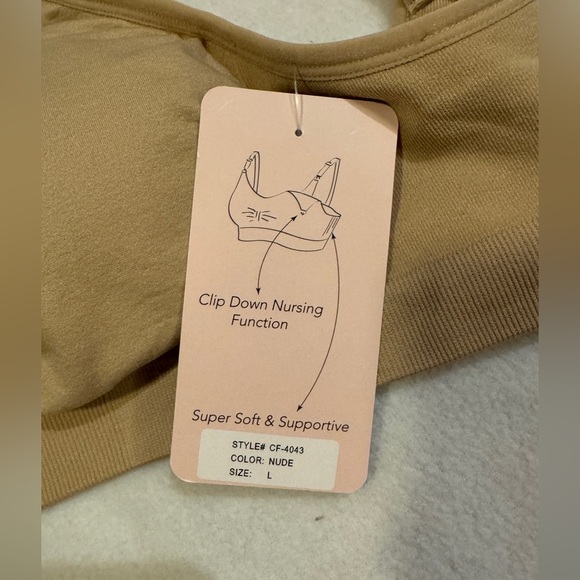 Clip Down Nursing
Function
Super Soft & Supportive
STYLE# CF-4043
COLOR: NUDE
SIZE: L